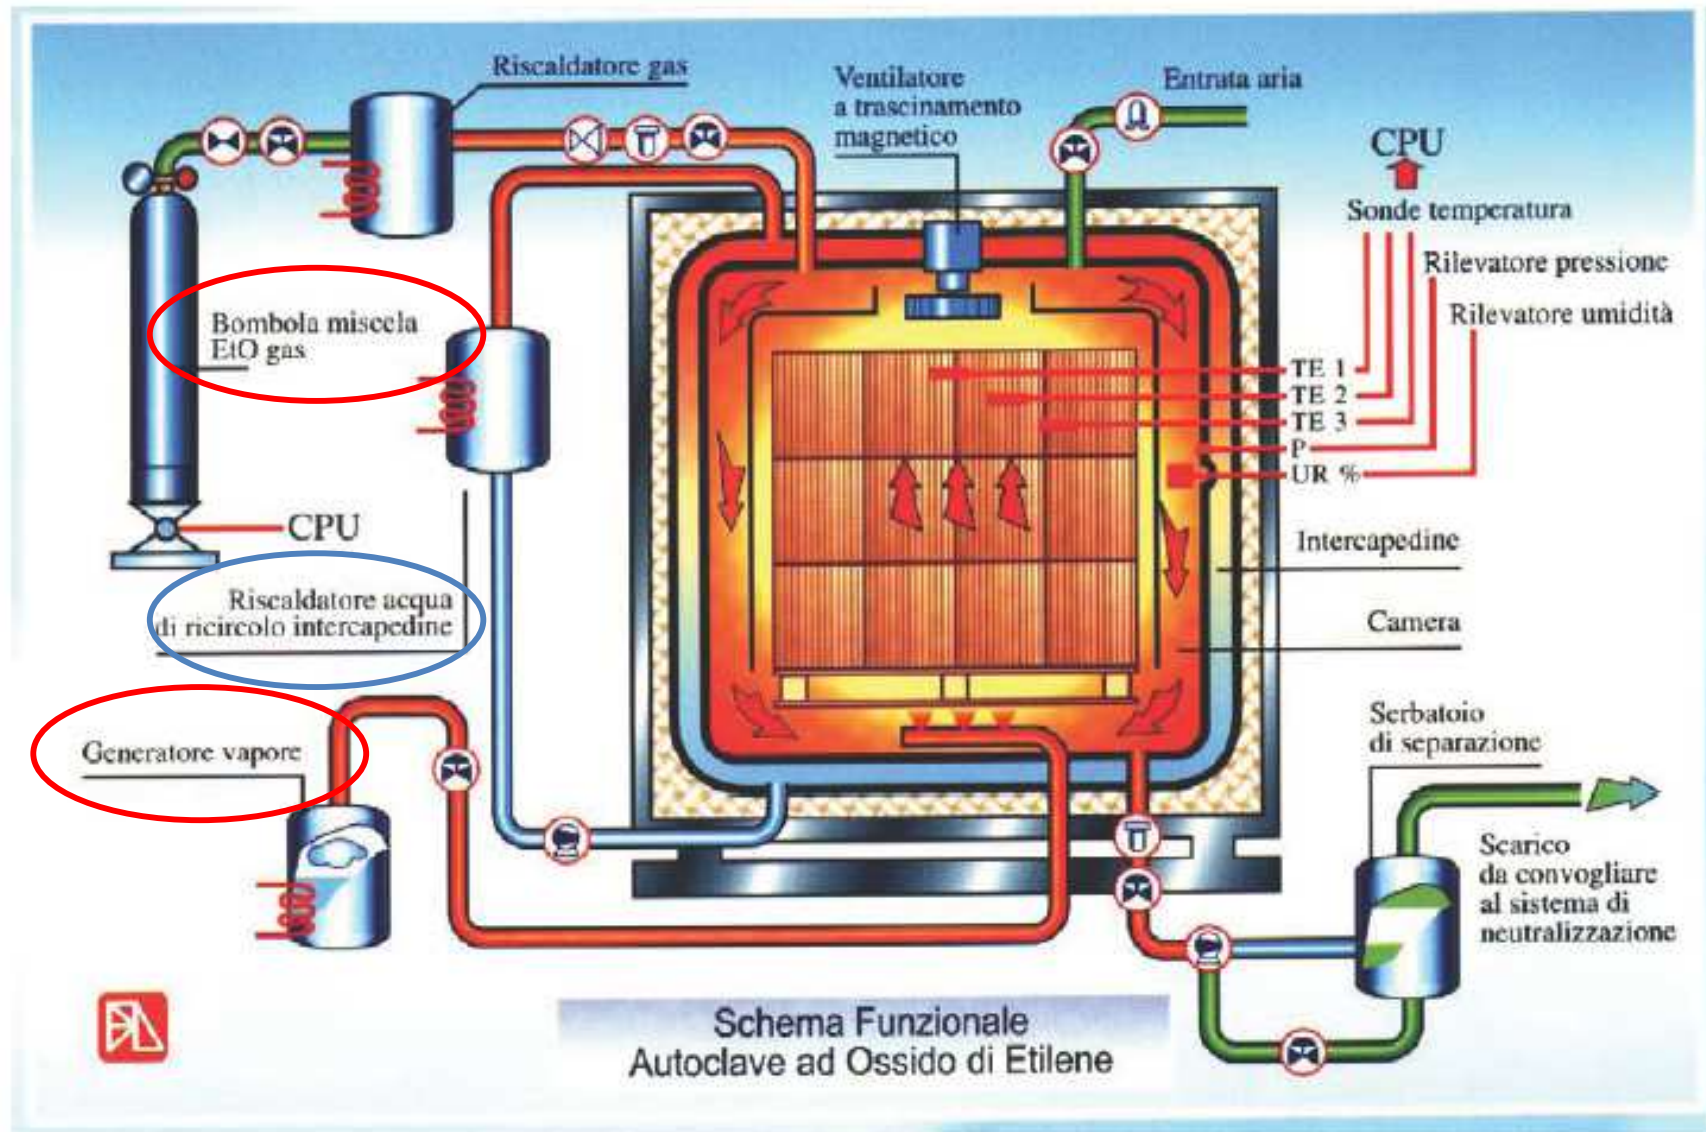 Riscaldatore gas
Ventilatore
a trascinamento
magnetico
Entrata aria
CPU
Sonde temperatura
Rilevatore pressione
Rilevatore umidità
Bombola miscela
EtO gas
TE 1
TE 2
TE 3
P
UR %
CPU
Intercapedine
Riscaldatore acqua
di ricircolo intercapedine
Camera
Generatore vapore
Serbatoio
di separazione
Scarico
da convogliare
al sistema di
neutralizzazione
Schema Funzionale
Autoclave ad Ossido di Etilene